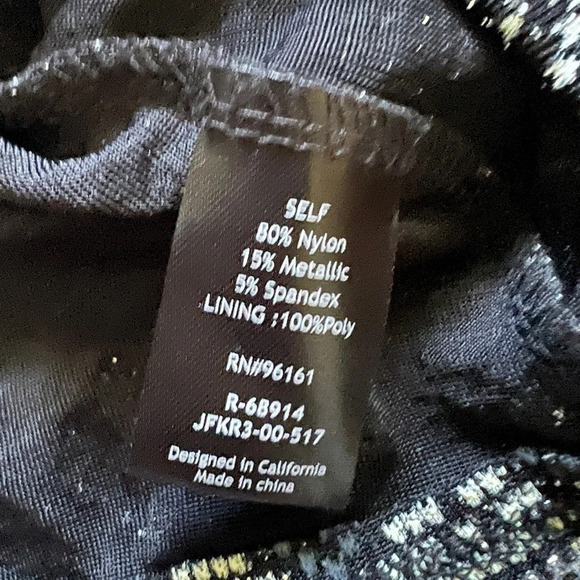 SELF
80% Nylon
15% Metallic
5% Spandex
LINING :100%Poly
RN#96161
R-68914
JFKR3-00-517
Designed in California
Made in china